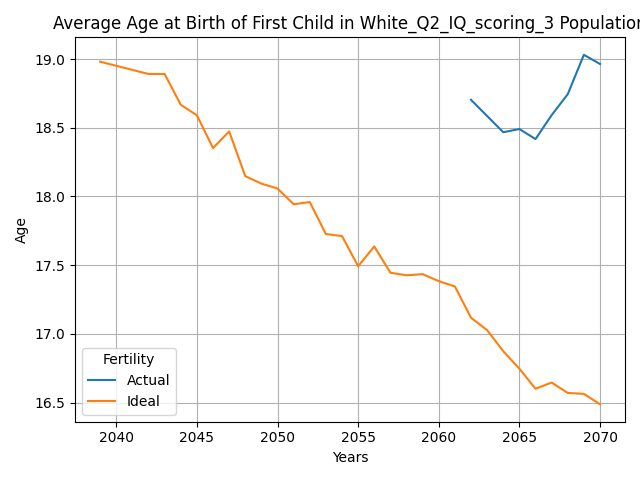 Average Age at Birth of First Child in White_Q2_IQ_scoring_3 Population
19.0
18.5
18.0
17.5
17.0
16.5
Age
Fertility
Actual
Ideal
2040 2045 2050 2055 2060 2065 2070
Years